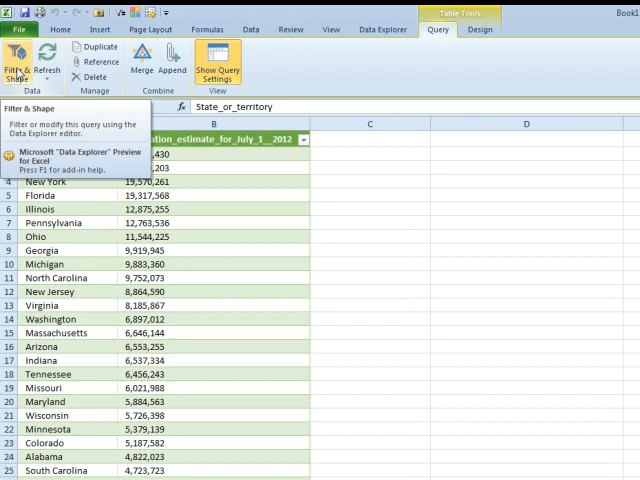 Table Tools
Book1
File Home Insert Page Layout Formulas Data Review View Data Explorer Query Design
Filter & Shape
Refresh
Duplicate
Reference
Delete
Merge
Append
Show Query Settings
Data Manage Combine View
fx State_or_territory
Filter & Shape
Filter or modify this query using the
Data Explorer editor.
Microsoft "Data Explorer" Preview
for Excel
Press F1 for add-in help.
B C D
ation_estimate_for_July_1__2012
,430
,203
4 New York 19,570,261
5 Florida 19,317,568
6 Illinois 12,875,255
7 Pennsylvania 12,763,536
8 Ohio 11,544,225
9 Georgia 9,919,945
10 Michigan 9,883,360
11 North Carolina 9,752,073
12 New Jersey 8,864,590
13 Virginia 8,185,867
14 Washington 6,897,012
15 Massachusetts 6,646,144
16 Arizona 6,553,255
17 Indiana 6,537,334
18 Tennessee 6,456,243
19 Missouri 6,021,988
20 Maryland 5,884,563
21 Wisconsin 5,726,398
22 Minnesota 5,379,139
23 Colorado 5,187,582
24 Alabama 4,822,023
25 South Carolina 4,723,723